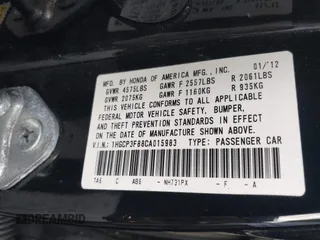 MFD. BY HONDA OF AMERICA MFG., INC. 01/12
GVWR 4575LBS GAWR F 2557LBS R 2061LBS
GVWR 2075KG GAWR F 1160KG R 935KG
THIS VEHICLE CONFORMS TO ALL APPLICABLE
FEDERAL MOTOR VEHICLE SAFETY, BUMPER,
AND THEFT PREVENTION STANDARDS IN EFFECT
ON THE DATE OF MANUFACTURE SHOWN ABOVE.
V.I.N: 1HGCP3F88CA015983 TYPE: PASSENGER CAR
TAE C ABS NH731PX - F - A
DREAMBID